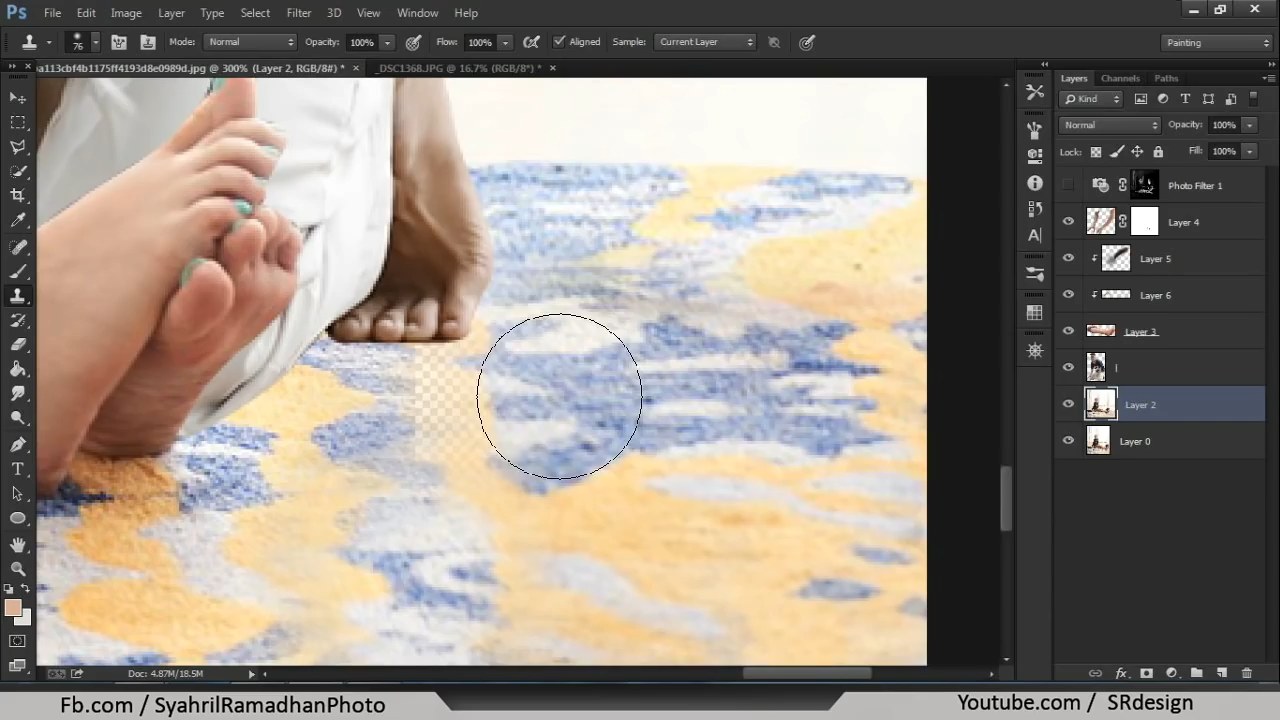 Ps File Edit Image Layer Type Select Filter 3D View Window Help
76 Mode: Normal Opacity: 100% Flow: 100% Aligned Sample: Current Layer Painting
a113cbf4b1175ff4193d8e0989d.jpg @ 300% (Layer 2, RGB/8#) * × _DSC1368.JPG @ 16.7% (RGB/8*) * ×
Layers Channels Paths
Kind
Normal Opacity: 100%
Lock: Fill: 100%
Photo Filter 1
Layer 4
Layer 5
Layer 6
Layer 3
l
Layer 2
Layer 0
Doc: 4.87M/18.5M
Fb.com / SyahrilRamadhanPhoto
Youtube.com / SRdesign